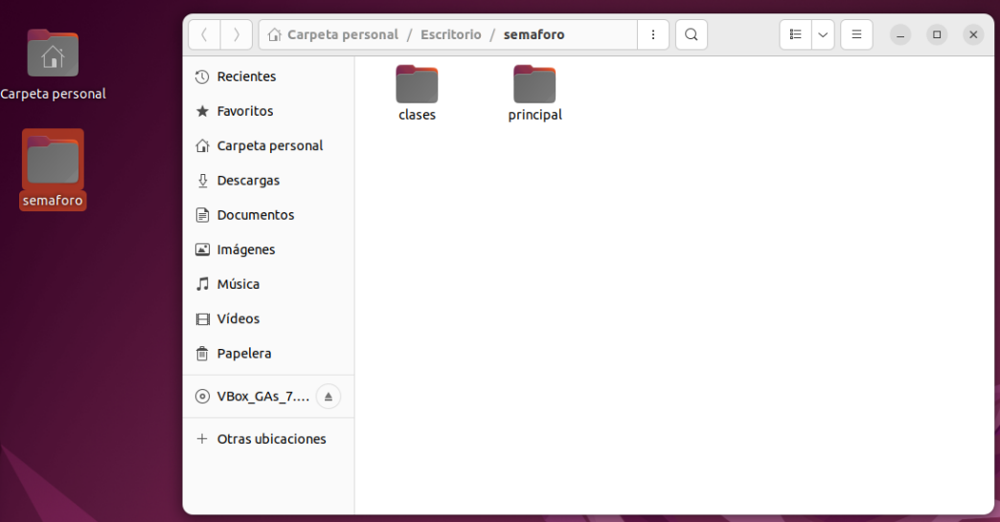 Carpeta personal
semaforo
Carpeta personal / Escritorio / semaforo
Recientes
Favoritos
Carpeta personal
Descargas
Documentos
Imágenes
Música
Vídeos
Papelera
VBox_GAs_7....
Otras ubicaciones
clases
principal